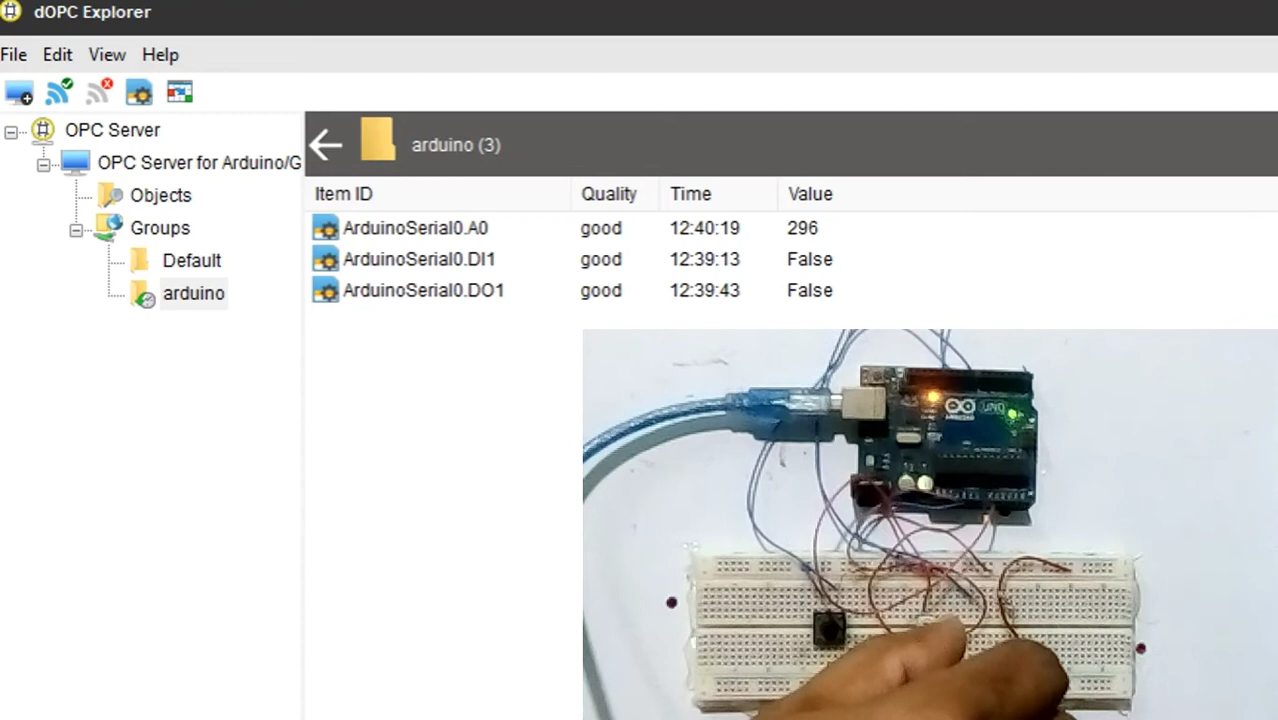 dOPC Explorer
File Edit View Help
OPC Server
OPC Server for Arduino/G
Objects
Groups
Default
arduino
arduino (3)
Item ID Quality Time Value
ArduinoSerial0.A0 good 12:40:19 296
ArduinoSerial0.DI1 good 12:39:13 False
ArduinoSerial0.DO1 good 12:39:43 False
UNO